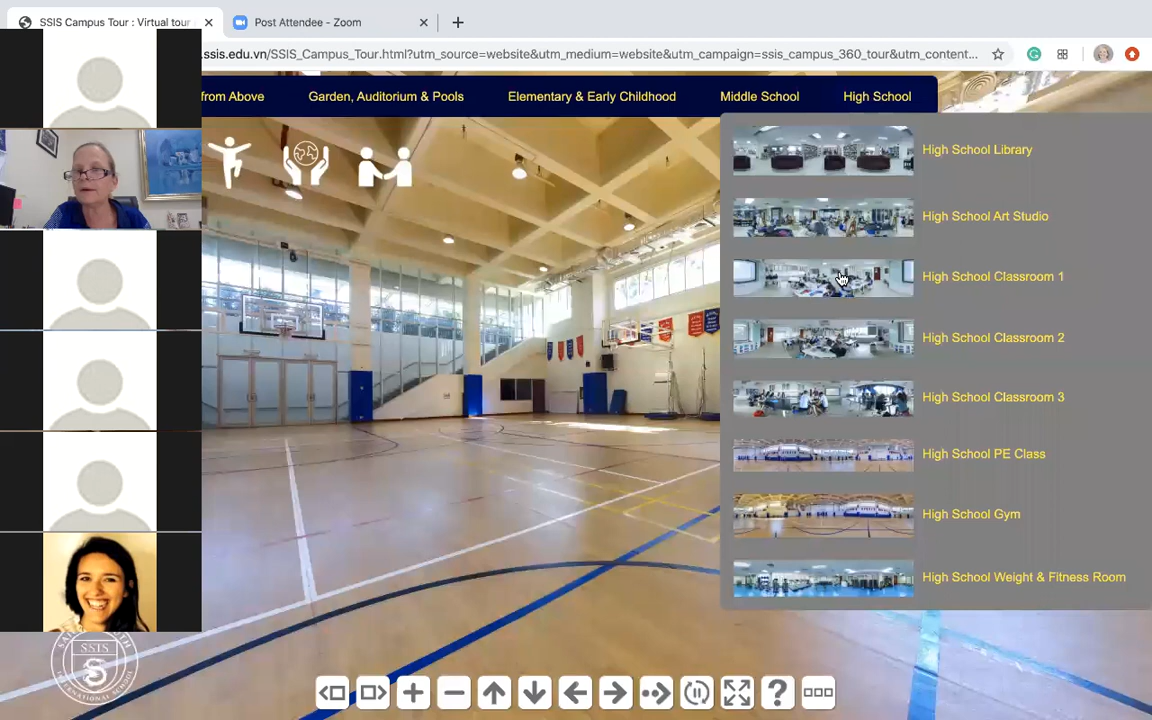 SSIS Campus Tour : Virtual tour
Post Attendee - Zoom
.ssis.edu.vn/SSIS_Campus_Tour.html?utm_source=website&utm_medium=website&utm_campaign=ssis_campus_360_tour&utm_content...
from Above
Garden, Auditorium & Pools
Elementary & Early Childhood
Middle School
High School
High School Library
High School Art Studio
High School Classroom 1
High School Classroom 2
High School Classroom 3
High School PE Class
High School Gym
High School Weight & Fitness Room
SSIS
INTERNATIONAL SCHOOL